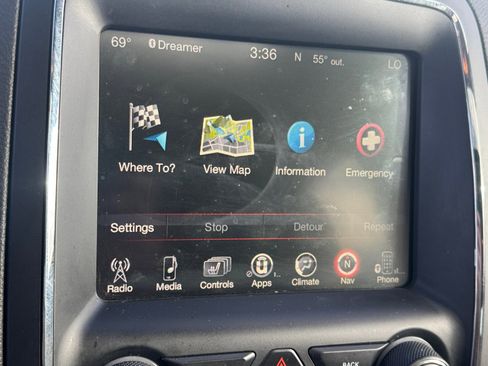 69° Dreamer 3:36 N 55° out. LO
Where To? View Map Information Emergency
Settings Stop Detour Repeat
Radio Media Controls Apps Climate Nav Phone
BACK